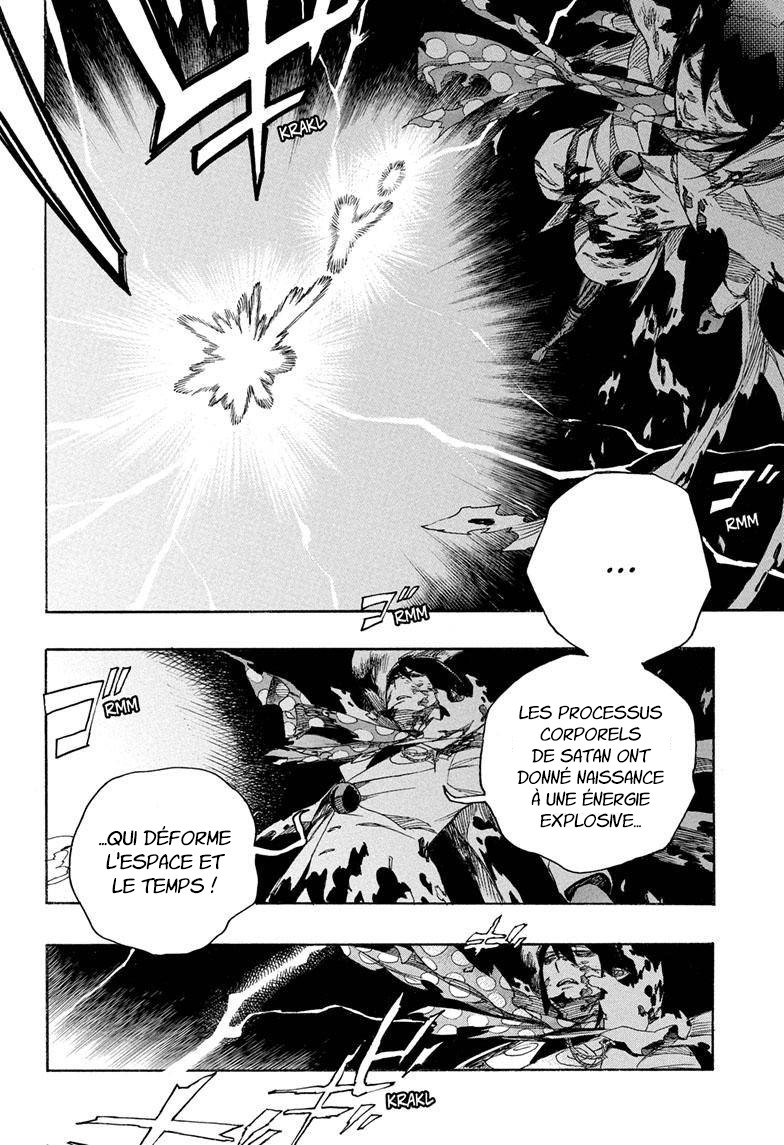 KRAKL
RMM
...
RMM
LES PROCESSUS
CORPORELS
DE SATAN ONT
DONNÉ NAISSANCE
À UNE ÉNERGIE
EXPLOSIVE...
RMM
...QUI DÉFORME
L'ESPACE ET
LE TEMPS !
KRAKL